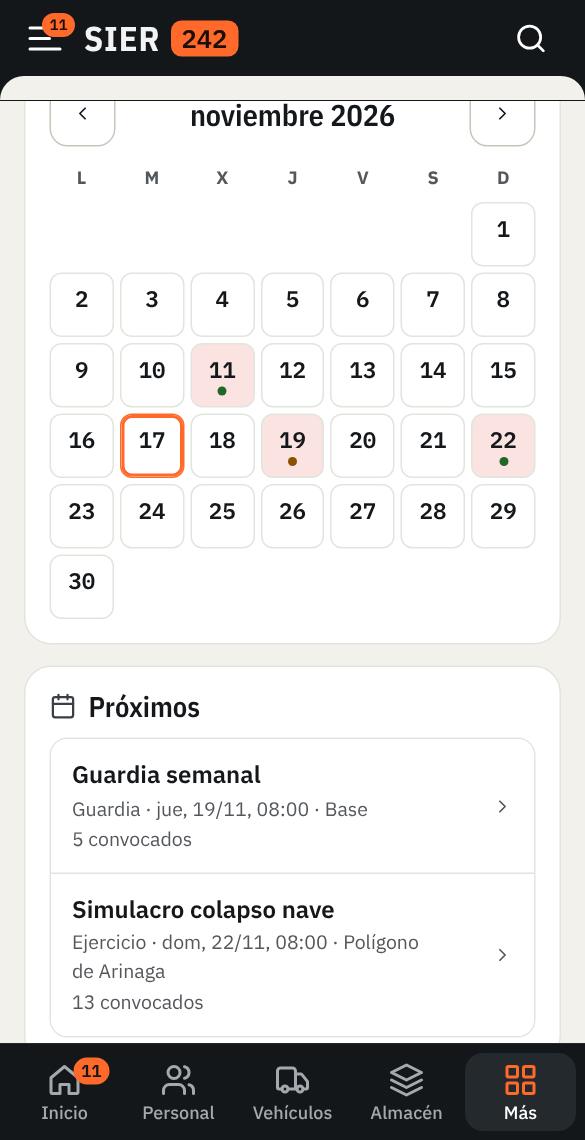 11
SIER 242
noviembre 2026
L M X J V S D
1
2 3 4 5 6 7 8
9 10 11 12 13 14 15
16 17 18 19 20 21 22
23 24 25 26 27 28 29
30
Próximos
Guardia semanal
Guardia · jue, 19/11, 08:00 · Base
5 convocados
Simulacro colapso nave
Ejercicio · dom, 22/11, 08:00 · Polígono
de Arinaga
13 convocados
11
Inicio Personal Vehículos Almacén Más